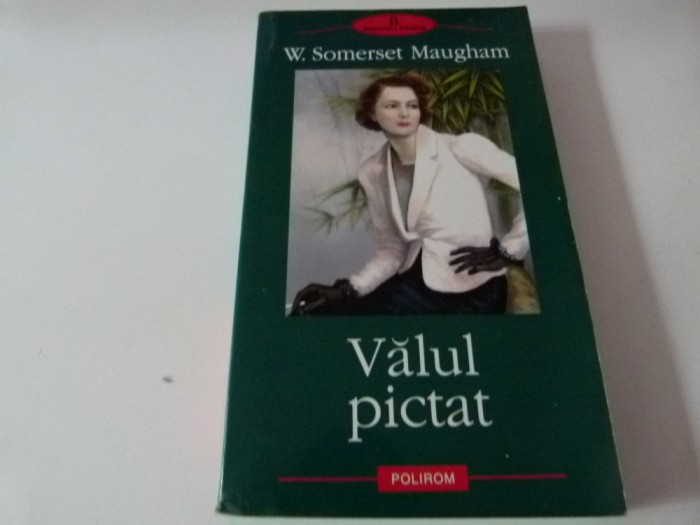 B
W. Somerset Maugham
Vălul
pictat
POLIROM